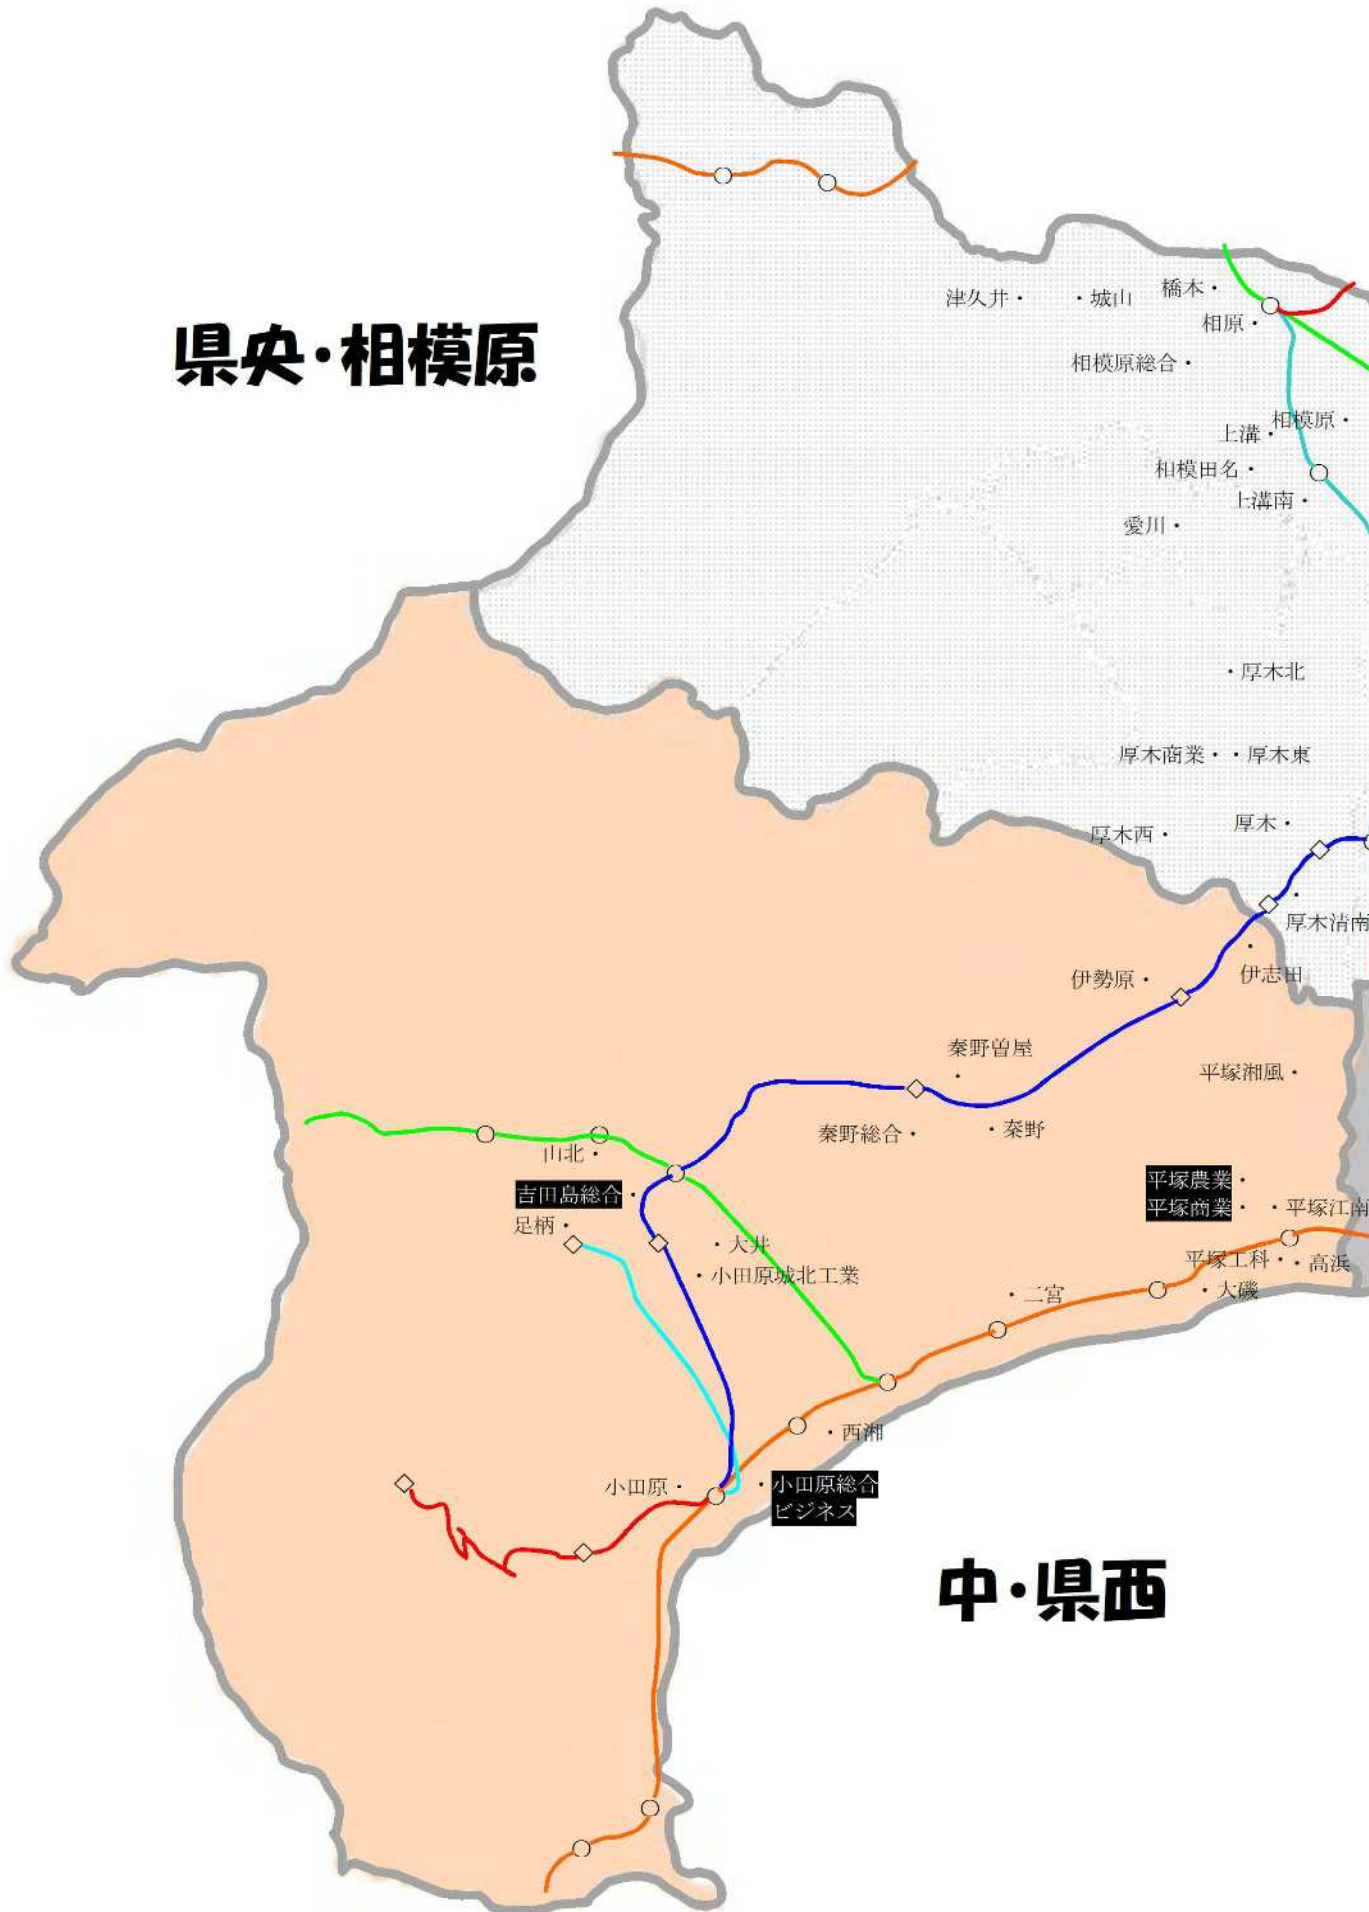 橋本・
津久井・
・城山
相原・
県央・相模原
相模原総合・
相模原・
上溝・
相模田名・
上溝南・
愛川・
・厚木北
厚木商業・
・厚木東
厚木・
厚木西・
厚木清南
伊志田
伊勢原・
秦野曽屋
平塚湘風・
秦野総合・
・秦野
山北・
平塚農業・
吉田島総合・
平塚商業・
・平塚江南
足柄・
・大井
平塚工科・
・高浜
・小田原城北工業
・大磯
・二宮
・西湘
小田原・
・小田原総合
ビジネス
中・県西